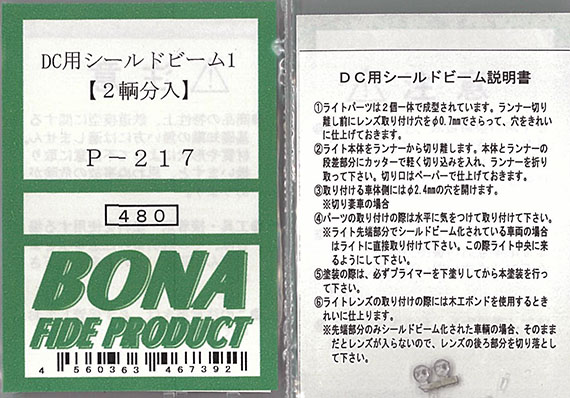 DC用シールドビーム1
【２輌分入】
Ｐ－２１７
４８０
BONA
FIDE PRODUCT
4 560363 467392
ＤＣ用シールドビーム説明書
①ライトパーツは２個一体で成型されています。ランナー切り
離し前にレンズ取り付け穴をφ0.7mmでさらって、穴をきれい
に仕上げておきます。
②ライト本体をランナーから切り離します。本体とランナーの
段差部分にカッターで軽く切り込みを入れ、ランナーを折り
取って下さい。切り口はペーパーで仕上げておきます。
③取り付ける車体側にはφ2.4mmの穴を開けます。
※切り妻車の場合
④パーツの取り付けの際は水平に気をつけて取り付けて下さい。
※ライト先端部分でシールドビーム化されている車両の場合
はライトに直接取り付けて下さい。この際ライト中央に来
るようにして下さい。
⑤塗装の際は、必ずプライマーを下塗りしてから本塗装を行っ
て下さい。
⑥ライトレンズの取り付けの際には木工ボンドを使用するとき
れいに仕上ります。
※先端部分のみシールドビーム化された車輌の場合、そのまま
だとレンズが入らないので、レンズの後ろ部分を切り落とし
て下さい。